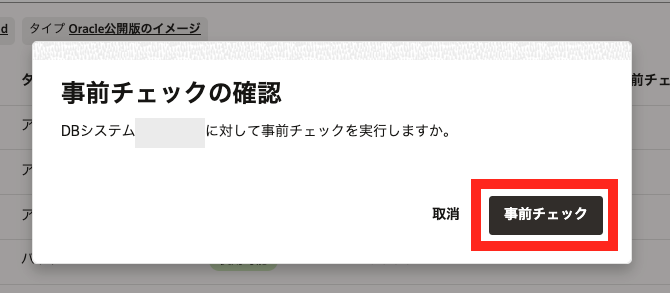 d タイプ Oracle公開版のイメージ
前チェ
事前チェックの確認
DBシステム に対して事前チェックを実行しますか。
ア
ア
取消 事前チェック
ア